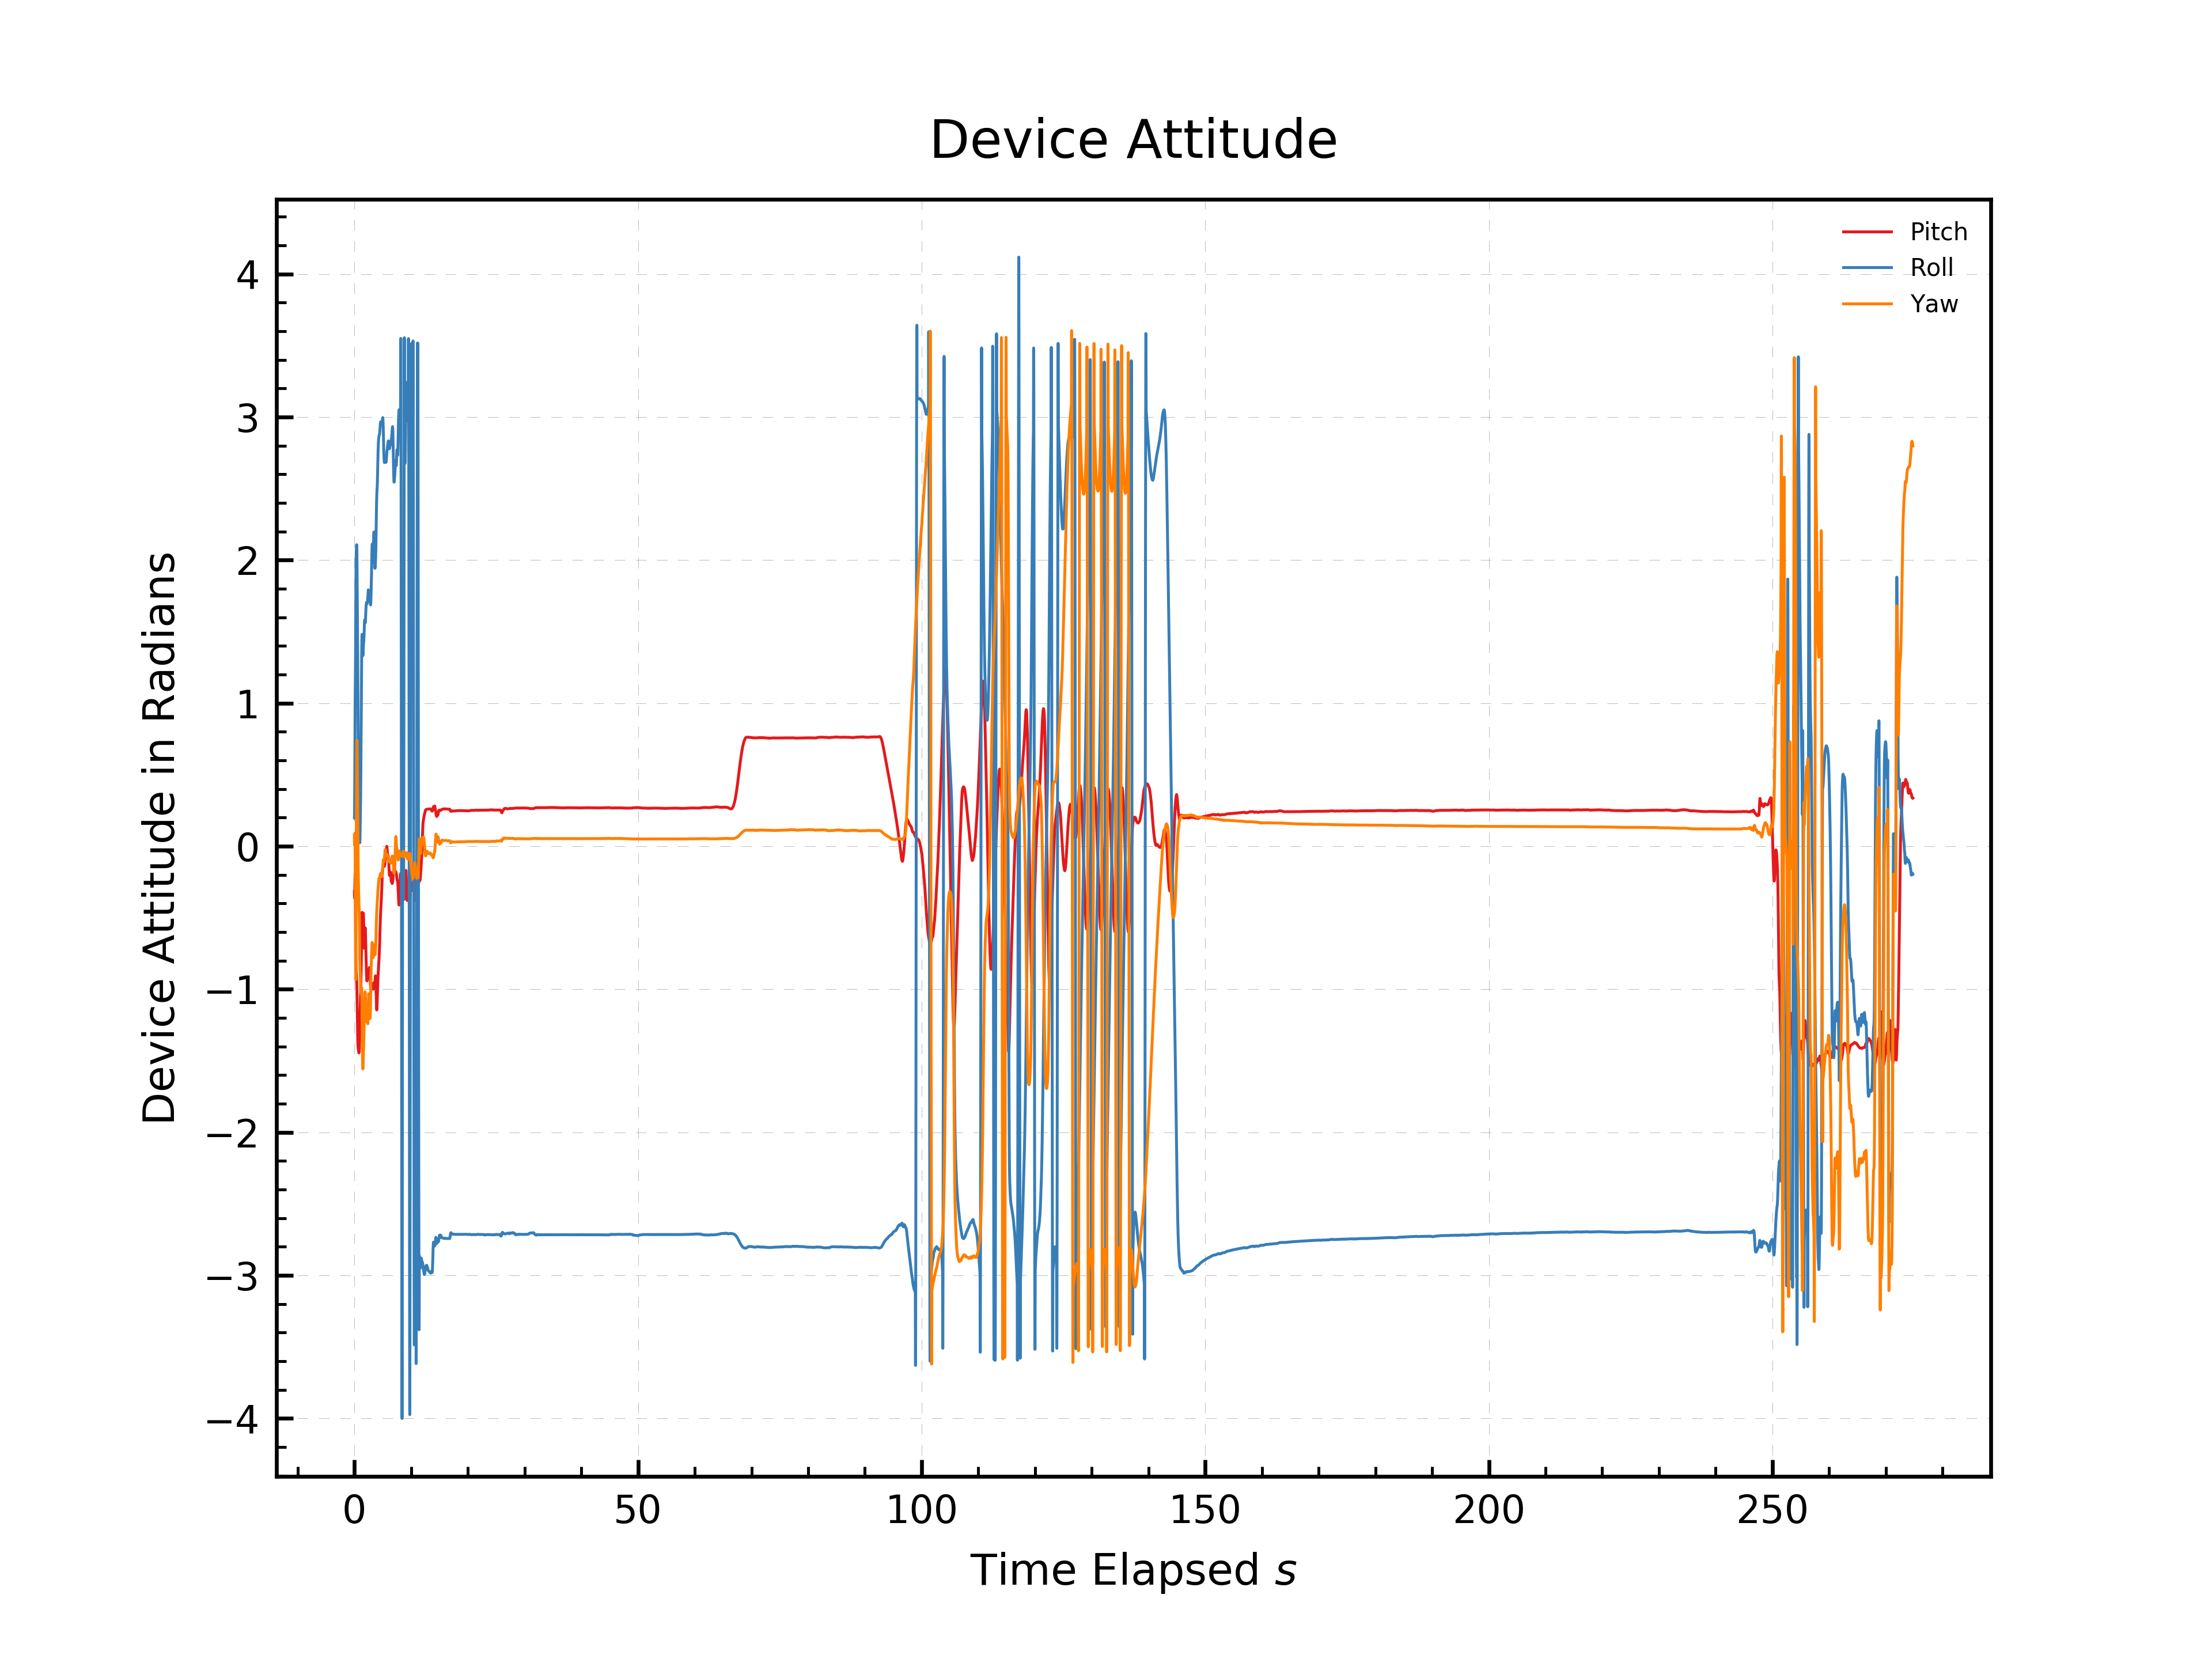 Device Attitude
Pitch
Roll
Yaw
Device Attitude in Radians
4
3
2
1
0
−1
−2
−3
−4
0 50 100 150 200 250
Time Elapsed s